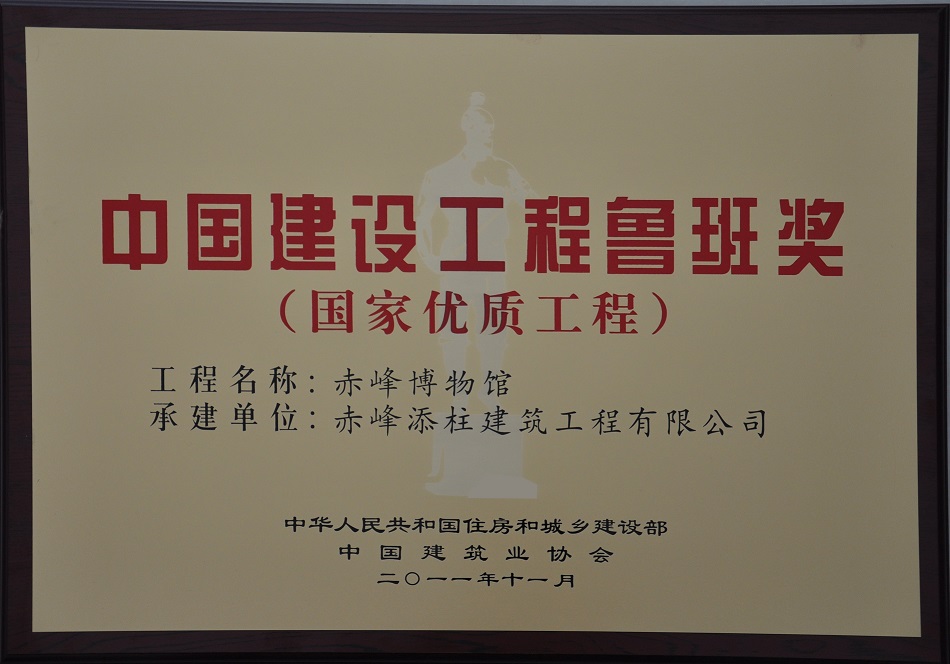 中国建设工程鲁班奖
（国家优质工程）
工程名称：赤峰博物馆
承建单位：赤峰添柱建筑工程有限公司
中华人民共和国住房和城乡建设部
中国建筑业协会
二〇一一年十一月